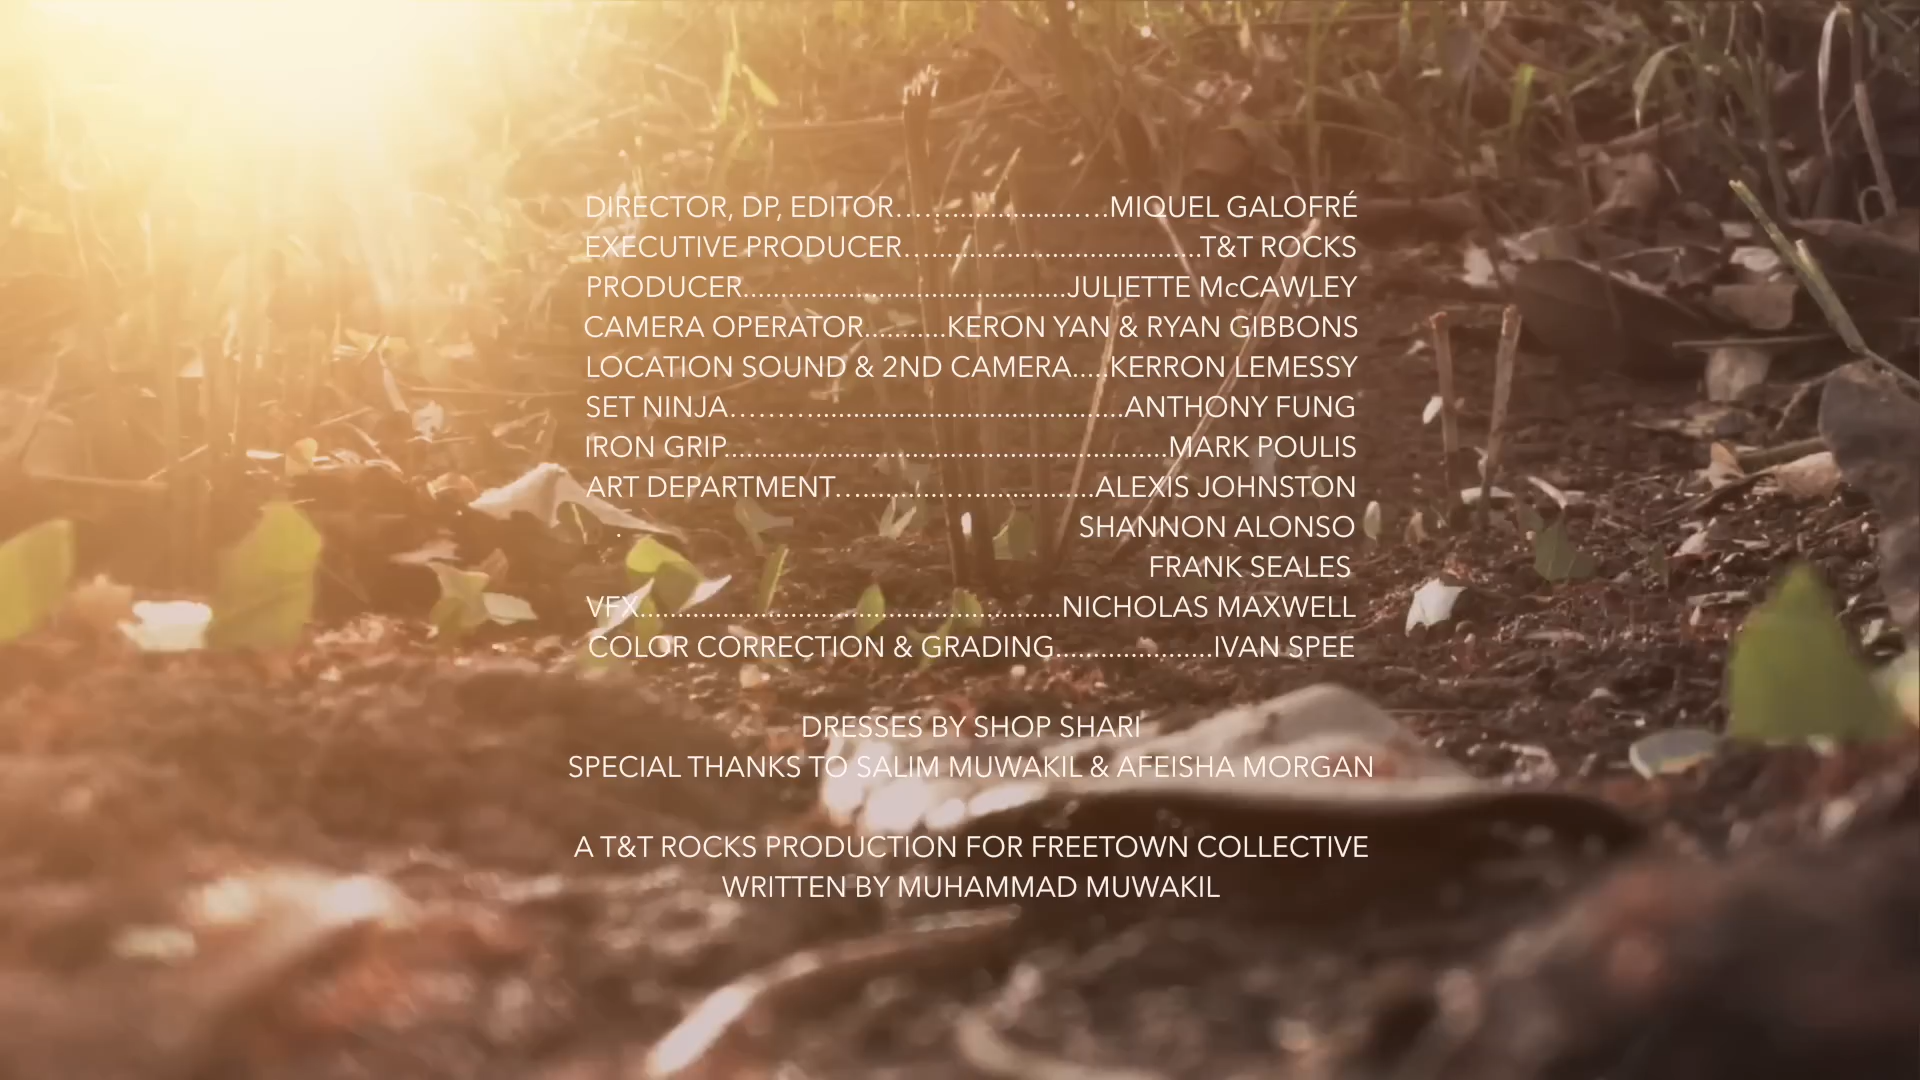 DIRECTOR, DP, EDITOR..........................MIQUEL GALOFRÉ
EXECUTIVE PRODUCER.......................................T&T ROCKS
PRODUCER...........................................JULIETTE McCAWLEY
CAMERA OPERATOR...........KERON YAN & RYAN GIBBONS
LOCATION SOUND & 2ND CAMERA.....KERRON LEMESSY
SET NINJA....................................................ANTHONY FUNG
IRON GRIP...........................................................MARK POULIS
ART DEPARTMENT..................................ALEXIS JOHNSTON
. SHANNON ALONSO
FRANK SEALES
VFX........................................................NICHOLAS MAXWELL
COLOR CORRECTION & GRADING.....................IVAN SPEE
DRESSES BY SHOP SHARI
SPECIAL THANKS TO SALIM MUWAKIL & AFEISHA MORGAN
A T&T ROCKS PRODUCTION FOR FREETOWN COLLECTIVE
WRITTEN BY MUHAMMAD MUWAKIL